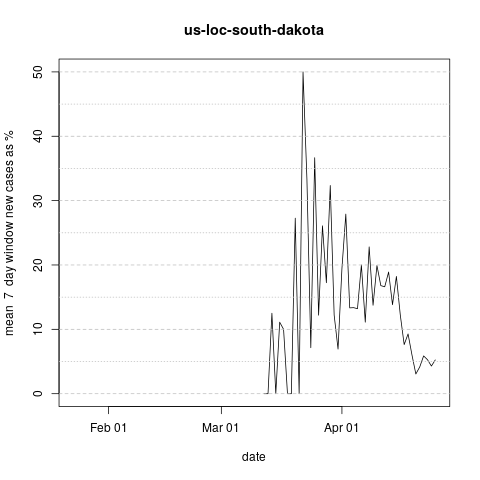 us-loc-south-dakota
mean 7 day window new cases as %
50
40
30
20
10
0
Feb 01
Mar 01
Apr 01
date